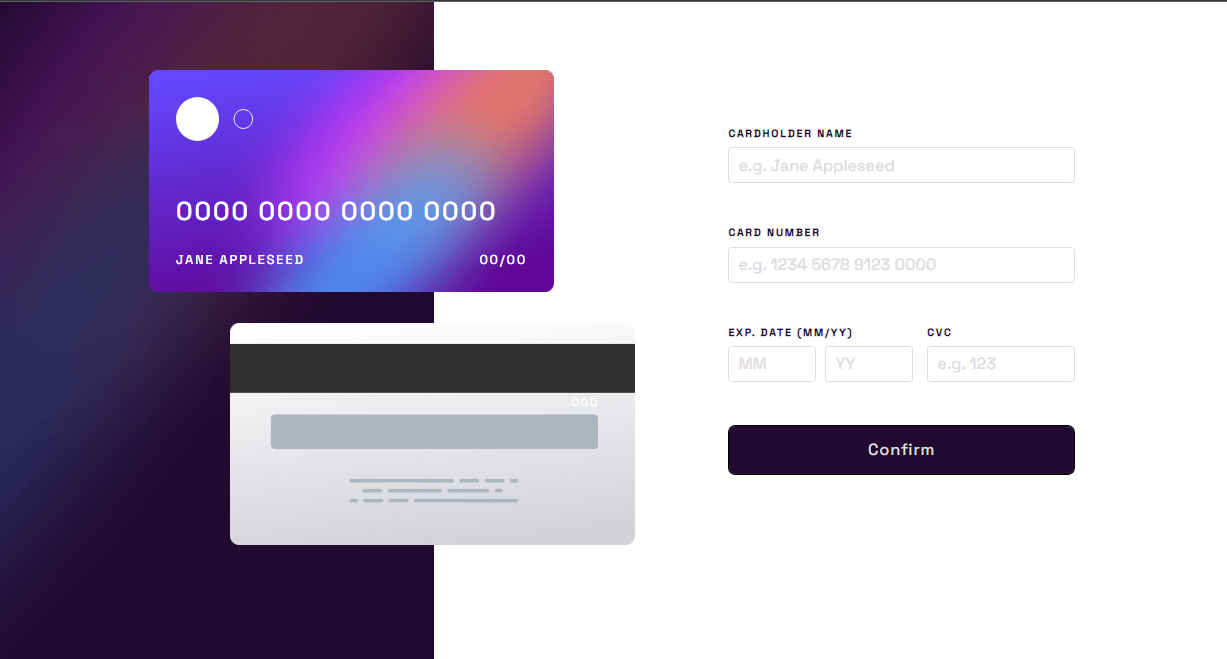 0000 0000 0000 0000
JANE APPLESEED 00/00
000
CARDHOLDER NAME
e.g. Jane Appleseed
CARD NUMBER
e.g. 1234 5678 9123 0000
EXP. DATE (MM/YY) CVC
MM YY e.g. 123
Confirm